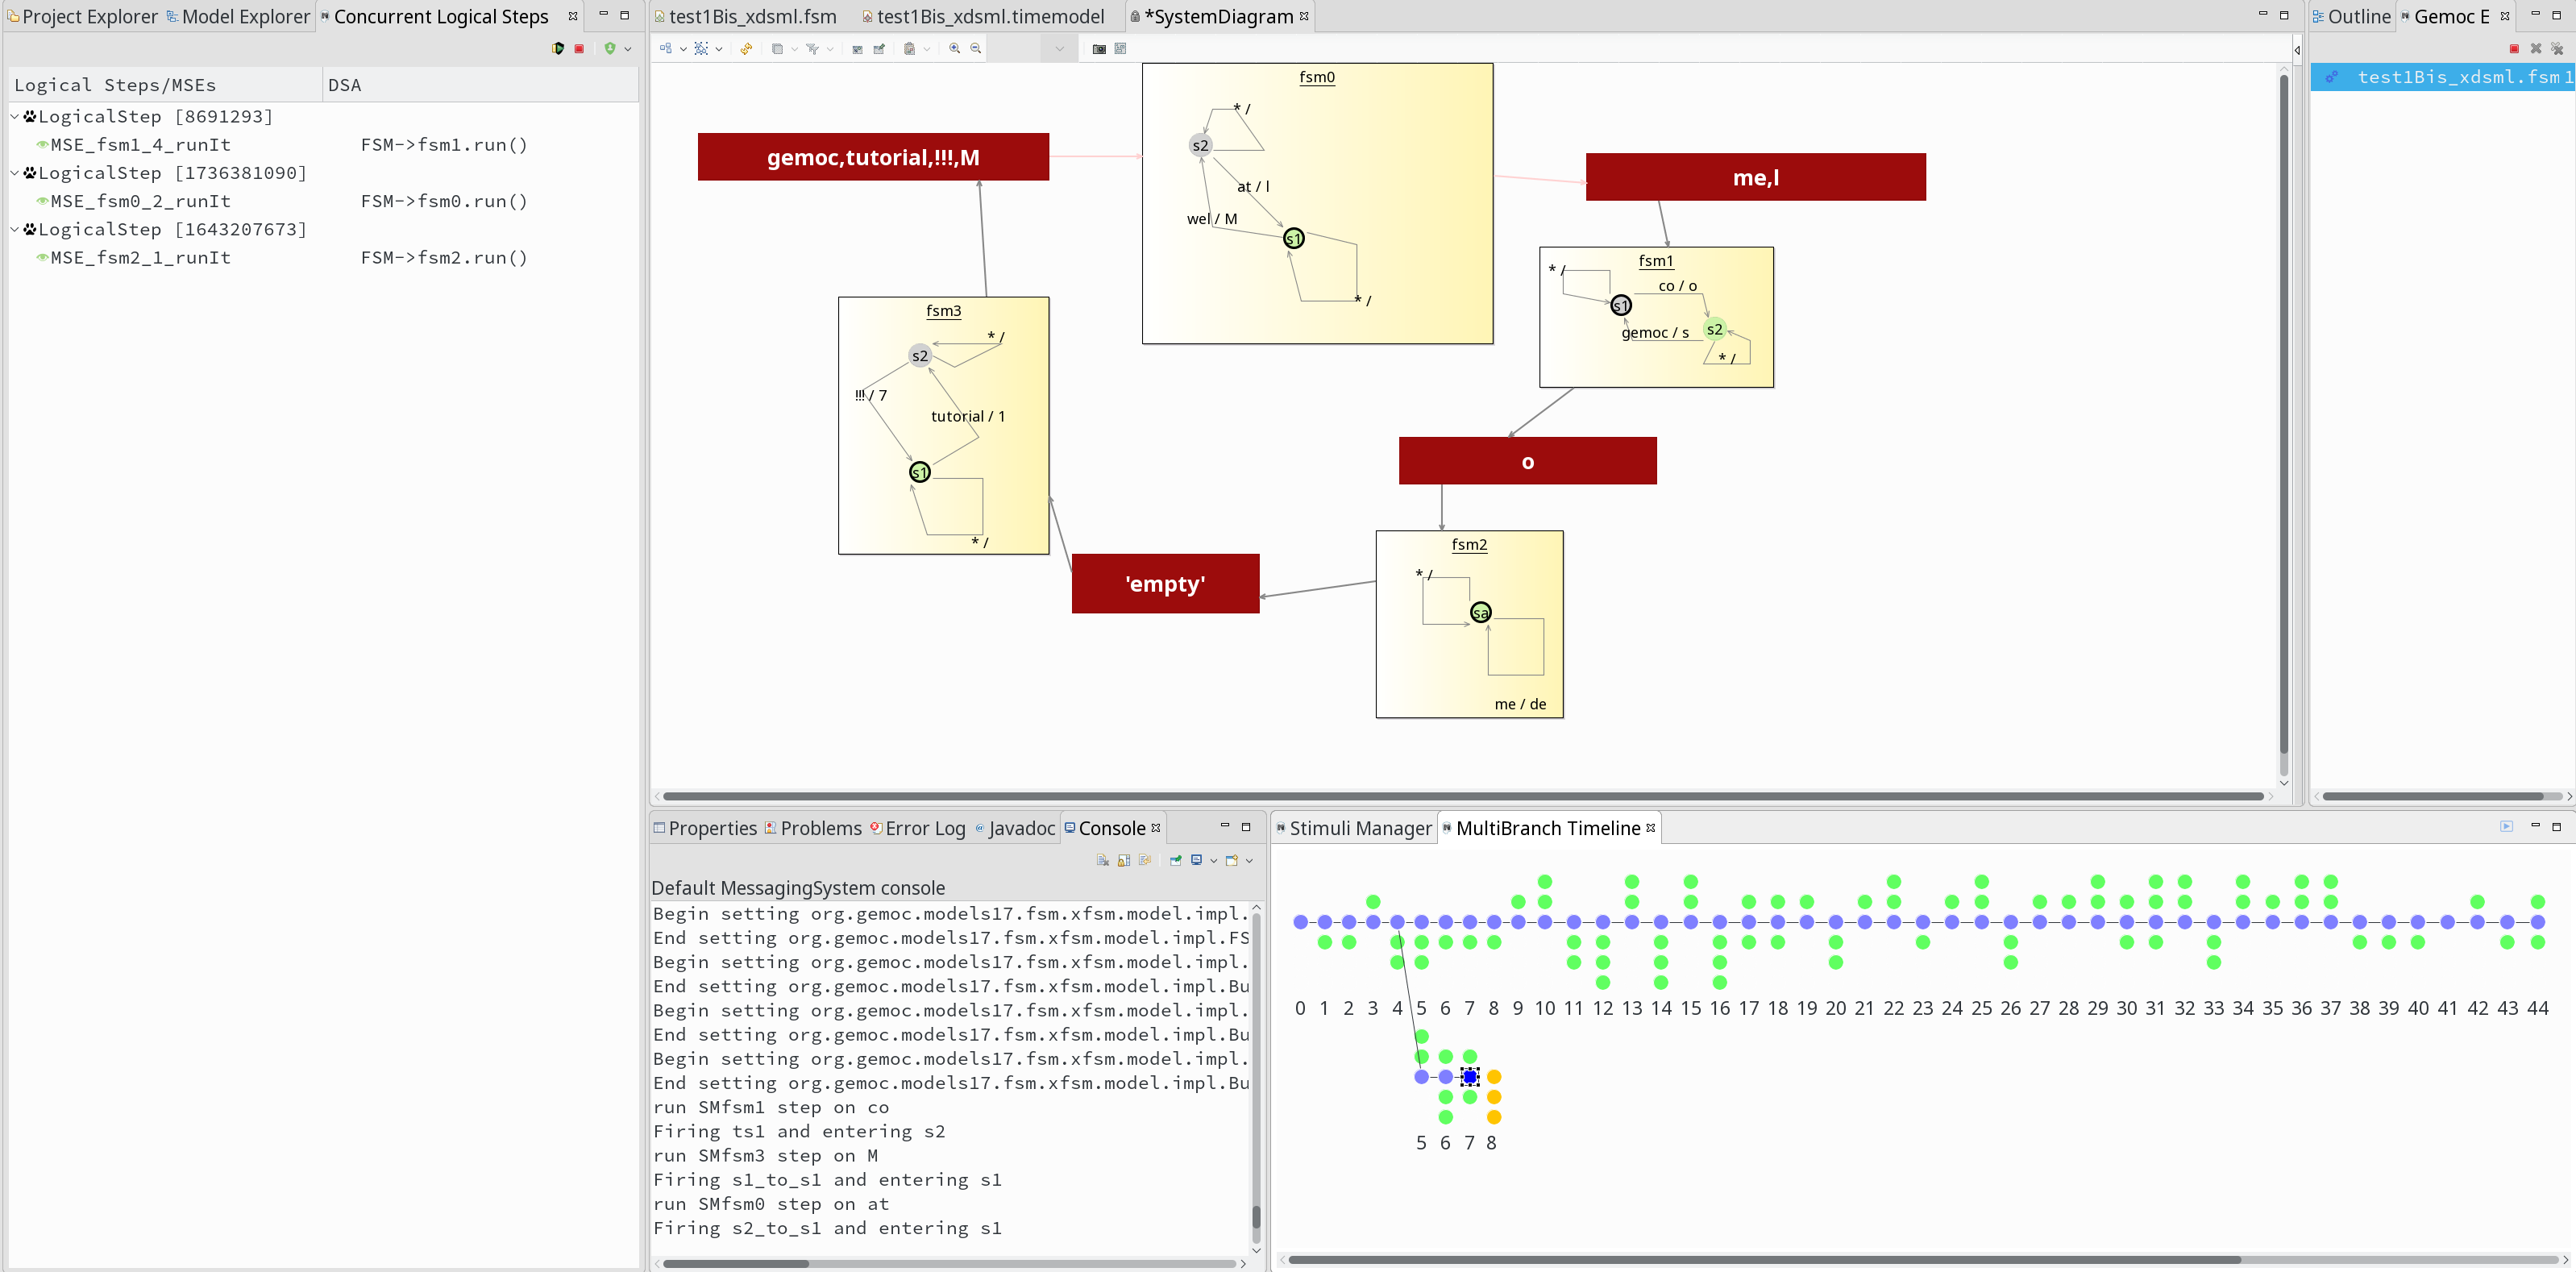 Project Explorer
Model Explorer
Concurrent Logical Steps
Logical Steps/MSEs
DSA
LogicalStep [8691293]
MSE_fsm1_4_runIt
FSM->fsm1.run()
LogicalStep [1736381090]
MSE_fsm0_2_runIt
FSM->fsm0.run()
LogicalStep [1643207673]
MSE_fsm2_1_runIt
FSM->fsm2.run()
test1Bis_xdsml.fsm
test1Bis_xdsml.timemodel
*SystemDiagram
fsm0
* /
s2
at / l
wel / M
s1
* /
gemoc,tutorial,!!!,M
me,l
fsm1
* /
co / o
s1
gemoc / s
s2
* /
fsm3
* /
s2
!!! / 7
tutorial / 1
s1
* /
o
fsm2
* /
sa
me / de
'empty'
Outline
Gemoc E
test1Bis_xdsml.fsm1
Properties
Problems
Error Log
Javadoc
Console
Default MessagingSystem console
Begin setting org.gemoc.models17.fsm.xfsm.model.impl.
End setting org.gemoc.models17.fsm.xfsm.model.impl.FS
Begin setting org.gemoc.models17.fsm.xfsm.model.impl.
End setting org.gemoc.models17.fsm.xfsm.model.impl.Bu
Begin setting org.gemoc.models17.fsm.xfsm.model.impl.
End setting org.gemoc.models17.fsm.xfsm.model.impl.Bu
Begin setting org.gemoc.models17.fsm.xfsm.model.impl.
End setting org.gemoc.models17.fsm.xfsm.model.impl.Bu
run SMfsm1 step on co
Firing ts1 and entering s2
run SMfsm3 step on M
Firing s1_to_s1 and entering s1
run SMfsm0 step on at
Firing s2_to_s1 and entering s1
Stimuli Manager
MultiBranch Timeline
0 1 2 3 4 5 6 7 8 9 10 11 12 13 14 15 16 17 18 19 20 21 22 23 24 25 26 27 28 29 30 31 32 33 34 35 36 37 38 39 40 41 42 43 44
5 6 7 8